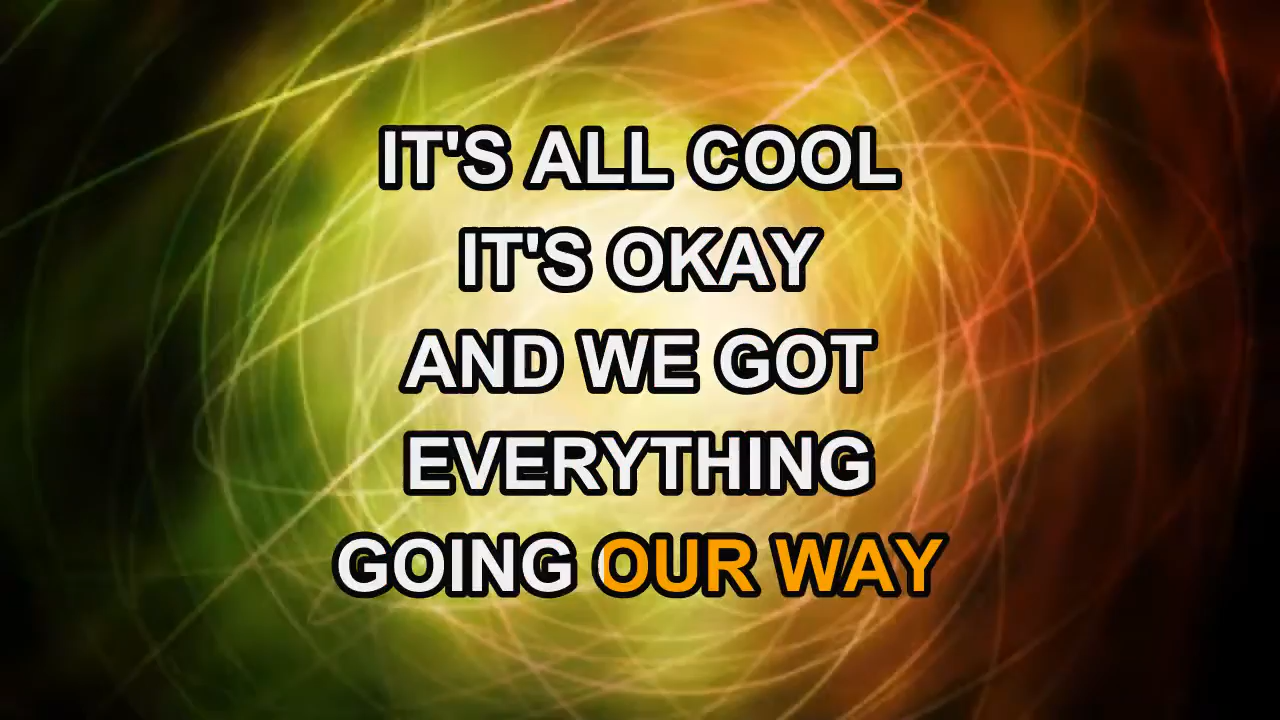 IT'S ALL COOL
IT'S OKAY
AND WE GOT
EVERYTHING
GOING OUR WAY